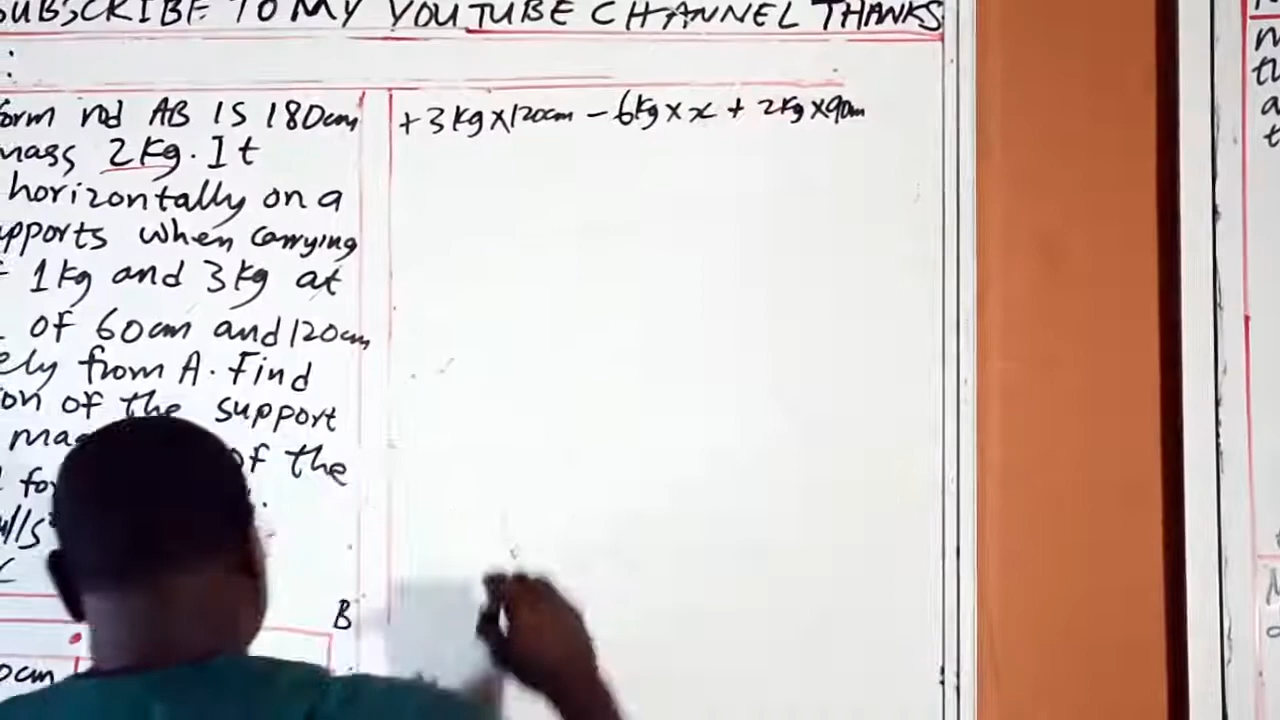 SUBSCRIBE TO MY YOUTUBE CHANNEL THANKS
form rod AB IS 180cm
mass 2kg. It
horizontally on a
pports when carrying
1kg and 3kg at
of 60cm and 120cm
ely from A. Find
on of the support
of the
B
0cm
+3kg×120cm - 6kg×x + 2kg×90cm